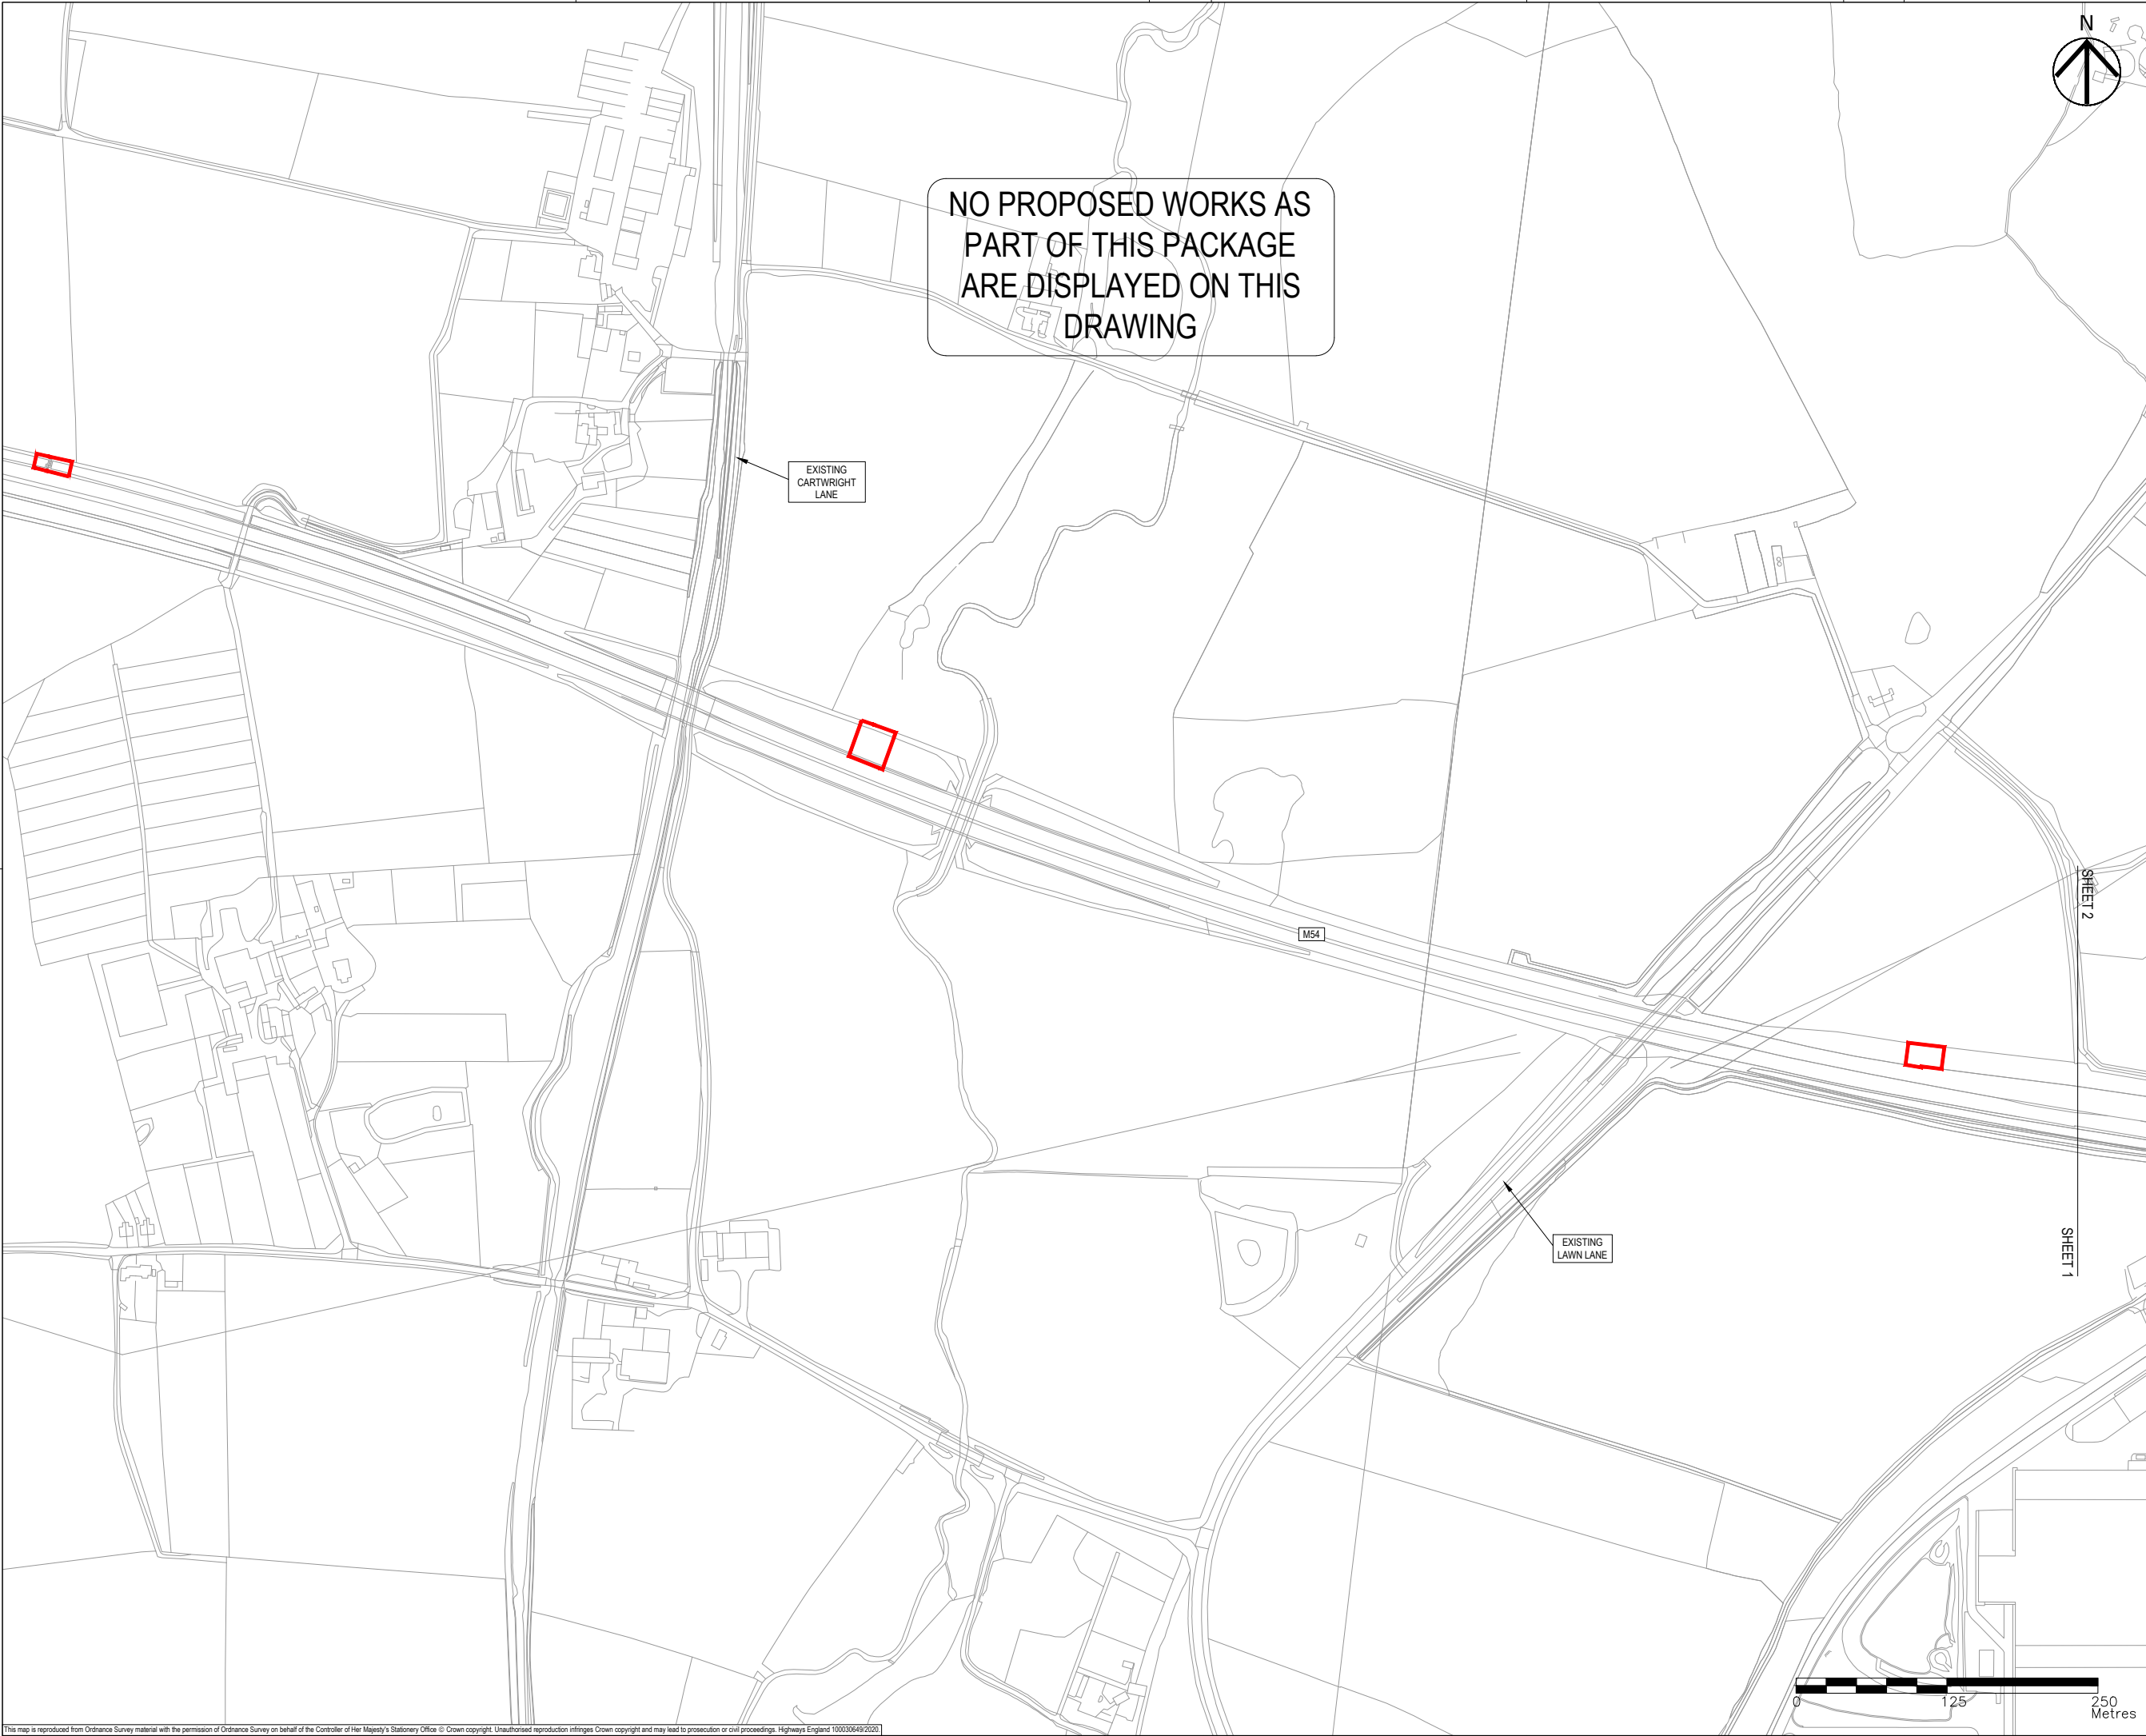 N
NO PROPOSED WORKS AS
PART OF THIS PACKAGE
ARE DISPLAYED ON THIS
DRAWING
EXISTING
CARTWRIGHT
LANE
M54
SHEET 2
SHEET 1
EXISTING
LAWN LANE
0 125 250
Metres
This map is reproduced from Ordnance Survey material with the permission of Ordnance Survey on behalf of the Controller of Her Majesty's Stationery Office © Crown copyright. Unauthorised reproduction infringes Crown copyright and may lead to prosecution or civil proceedings. Highways England 100030649/2020.